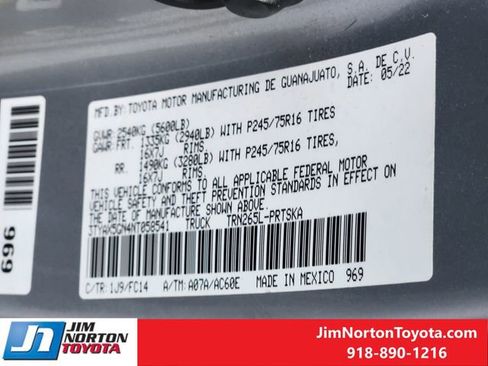 MFD.BY:TOYOTA MOTOR MANUFACTURING DE GUANAJUATO, S.A. DE C.V.
DATE: 05/22
GVWR:2540KG (5600LB)
GAWR:FRT. 1335KG (2940LB) WITH P245/75R16 TIRES
16X7J RIMS,
RR. 1490KG (3280LB) WITH P245/75R16 TIRES,
16X7J RIMS
THIS VEHICLE CONFORMS TO ALL APPLICABLE FEDERAL MOTOR
VEHICLE SAFETY AND THEFT PREVENTION STANDARDS IN EFFECT
ON THE DATE OF MANUFACTURE SHOWN ABOVE.
3TYAX5GN4NT058541 TRUCK TRN265L-PRTSKA
C/TR: 1J9/FC14 A/TM: A07A/AC60E MADE IN MEXICO 969
969
JIM
NORTON
TOYOTA
JimNortonToyota.com
918-890-1216